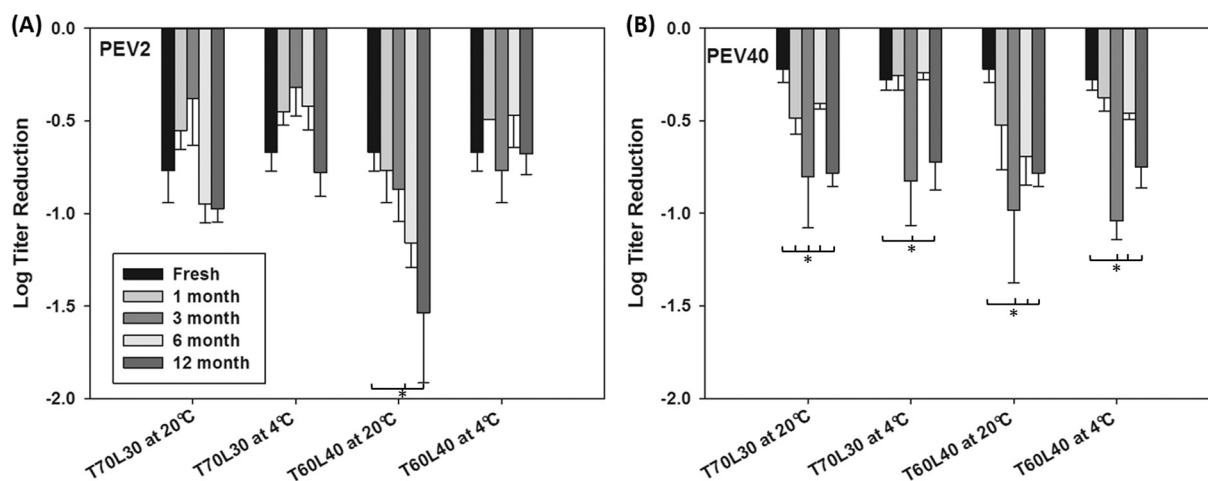 (A)
PEV2
Log Titer Reduction
0.0
-0.5
-1.0
-1.5
-2.0
Fresh
1 month
3 month
6 month
12 month
*
T70L30 at 20°C
T70L30 at 4°C
T60L40 at 20°C
T60L40 at 4°C
(B)
PEV40
Log Titer Reduction
0.0
-0.5
-1.0
-1.5
-2.0
*
*
*
*
T70L30 at 20°C
T70L30 at 4°C
T60L40 at 20°C
T60L40 at 4°C